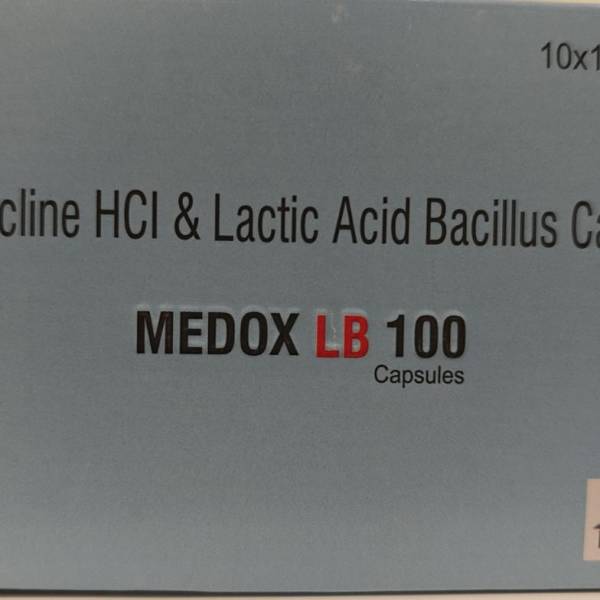 10x1
cline HCl & Lactic Acid Bacillus Ca
MEDOX LB 100
Capsules